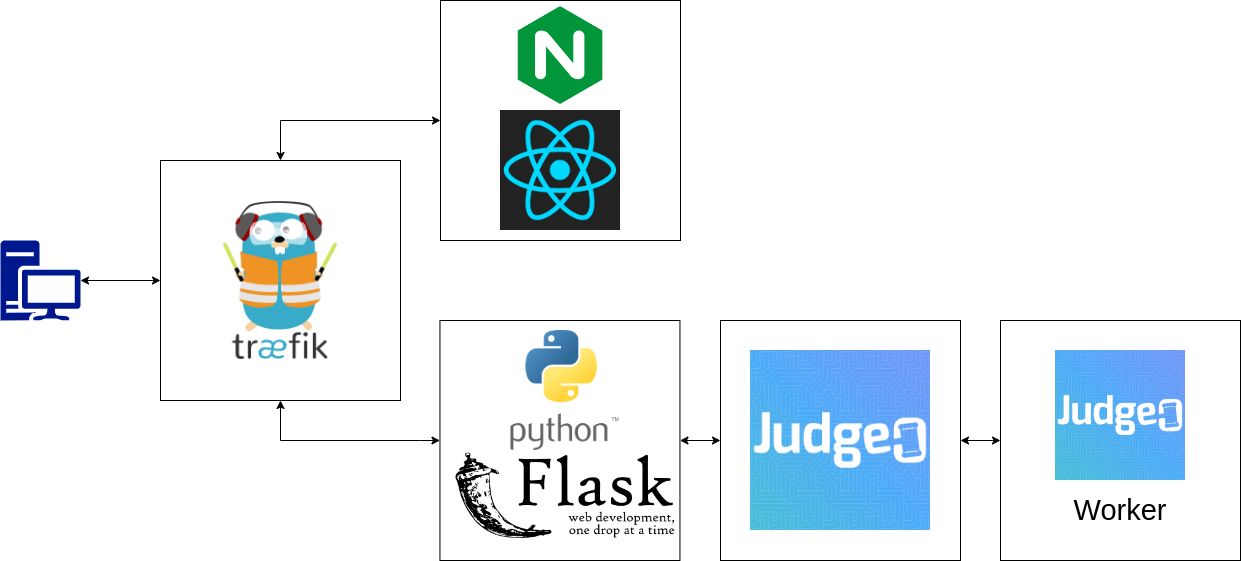 N
træfik
python™
Flask
web development,
one drop at a time
Judge0
Judge0
Worker